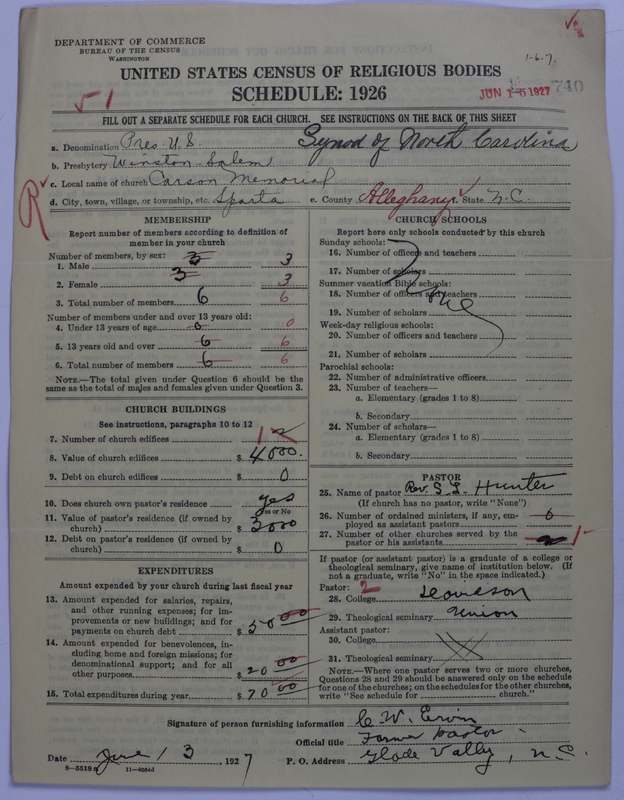 DEPARTMENT OF COMMERCE
BUREAU OF THE CENSUS
WASHINGTON
1-6-7
UNITED STATES CENSUS OF RELIGIOUS BODIES
SCHEDULE: 1926
JUN 15 1927
740
51
FILL OUT A SEPARATE SCHEDULE FOR EACH CHURCH. SEE INSTRUCTIONS ON THE BACK OF THIS SHEET
a. Denomination Pres U.S. Synod of North Carolina
b. Presbytery Winston Salem
c. Local name of church Carson Memorial
d. City, town, village, or township, etc. Sparta e. County Alleghany f. State N.C.
R
MEMBERSHIP
Report number of members according to definition of
member in your church
Number of members, by sex:
1. Male 3 3
2. Female 3 3
3. Total number of members 6 6
Number of members under and over 13 years old:
4. Under 13 years of age 0 0
5. 13 years old and over 6 6
6. Total number of members 6 6
NOTE.—The total given under Question 6 should be the
same as the total of males and females given under Question 3.
CHURCH BUILDINGS
See instructions, paragraphs 10 to 12
7. Number of church edifices 1
8. Value of church edifices $ 4000.
9. Debt on church edifices $ 0
10. Does church own pastor's residence yes
Yes or No
11. Value of pastor's residence (if owned by
church) $ 3000
12. Debt on pastor's residence (if owned by
church) $ 0
EXPENDITURES
Amount expended by your church during last fiscal year
13. Amount expended for salaries, repairs,
and other running expenses; for im-
provements or new buildings; and for
payments on church debt $ 50 00
14. Amount expended for benevolences, in-
cluding home and foreign missions; for
denominational support; and for all
other purposes $ 20 00
15. Total expenditures during year $ 70 00
CHURCH SCHOOLS
Report here only schools conducted by this church
Sunday schools:
16. Number of officers and teachers
17. Number of scholars
Summer vacation Bible schools:
18. Number of officers and teachers
19. Number of scholars
None
Week-day religious schools:
20. Number of officers and teachers
21. Number of scholars
Parochial schools:
22. Number of administrative officers
23. Number of teachers—
a. Elementary (grades 1 to 8)
b. Secondary
24. Number of scholars—
a. Elementary (grades 1 to 8)
b. Secondary
PASTOR
25. Name of pastor Rev. S. L. Hunter
(If church has no pastor, write "None")
26. Number of ordained ministers, if any, em-
ployed as assistant pastors 0
27. Number of other churches served by the
pastor or his assistants 1
If pastor (or assistant pastor) is a graduate of a college or
theological seminary, give name of institution below. (If
not a graduate, write "No" in the space indicated.)
Pastor: 2
28. College Davidson
29. Theological seminary Union
Assistant pastor:
30. College
31. Theological seminary
NOTE.—Where one pastor serves two or more churches,
Questions 28 and 29 should be answered only on the schedule
for one of the churches; on the schedules for the other churches,
write "See schedule for church."
Signature of person furnishing information C. W. Ervin
Official title Former pastor
Date June 13, 1927 P. O. Address Glade Vally, N.C.
8—5518 a 11—9564d